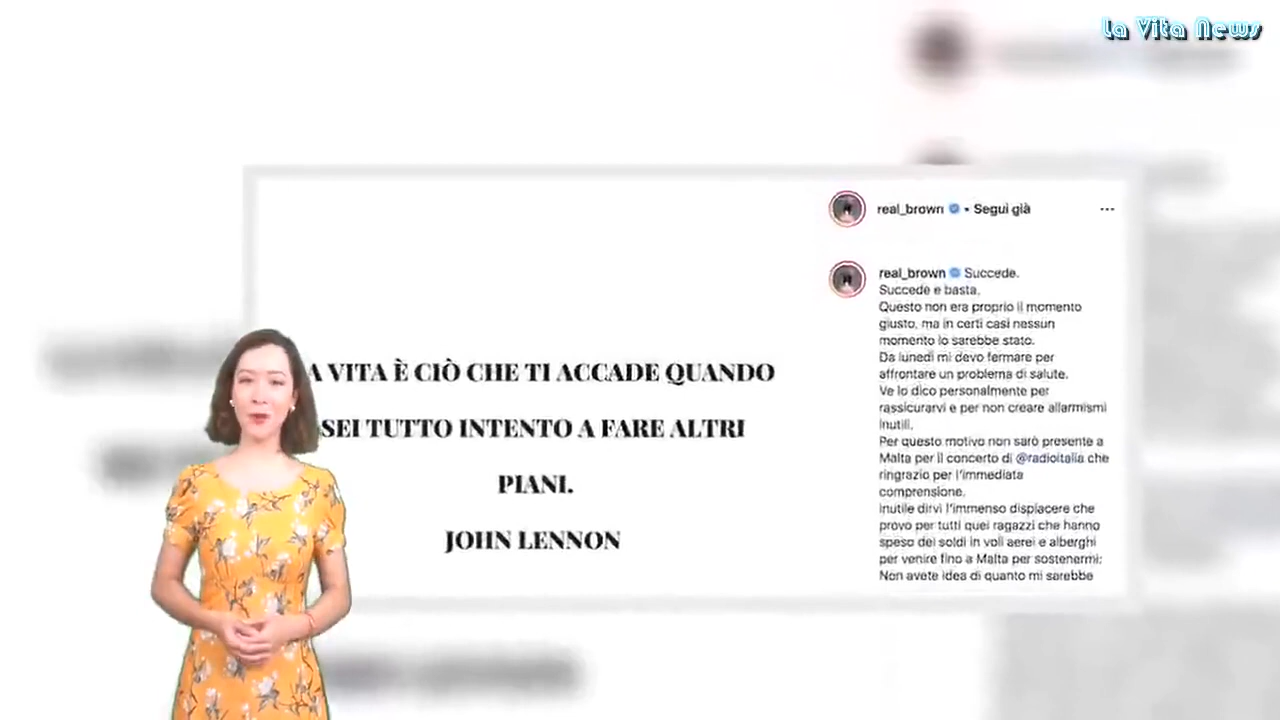 La Vita News
real_brown • Segui già
A VITA È CIÒ CHE TI ACCADE QUANDO
SEI TUTTO INTENTO A FARE ALTRI
PIANI.
JOHN LENNON
real_brown Succede.
Succede e basta.
Questo non era proprio il momento
giusto, ma in certi casi nessun
momento lo sarebbe stato.
Da lunedì mi devo fermare per
affrontare un problema di salute.
Ve lo dico personalmente per
rassicurarvi e per non creare allarmismi
inutili.
Per questo motivo non sarò presente a
Malta per il concerto di @radioitalia che
ringrazio per l'immediata
comprensione.
Inutile dirvi l'immenso dispiacere che
provo per tutti quei ragazzi che hanno
speso dei soldi in voli aerei e alberghi
per venire fino a Malta per sostenermi:
Non avete idea di quanto mi sarebbe